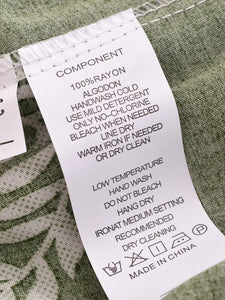 COMPONENT
100%RAYON
ALGODON
HANDWASH COLD
USE MILD DETERGENT
ONLY NO-CHLORINE
BLEACH WHEN NEEDED
LINE DRY
WARM IRON IF NEEDED
OR DRY CLEAN
LOW TEMPERATURE
HAND WASH
DO NOT BLEACH
HANG DRY
IRONAT MEDIUM SETTING
RECOMMENDED
DRY CLEANING
MADE IN CHINA